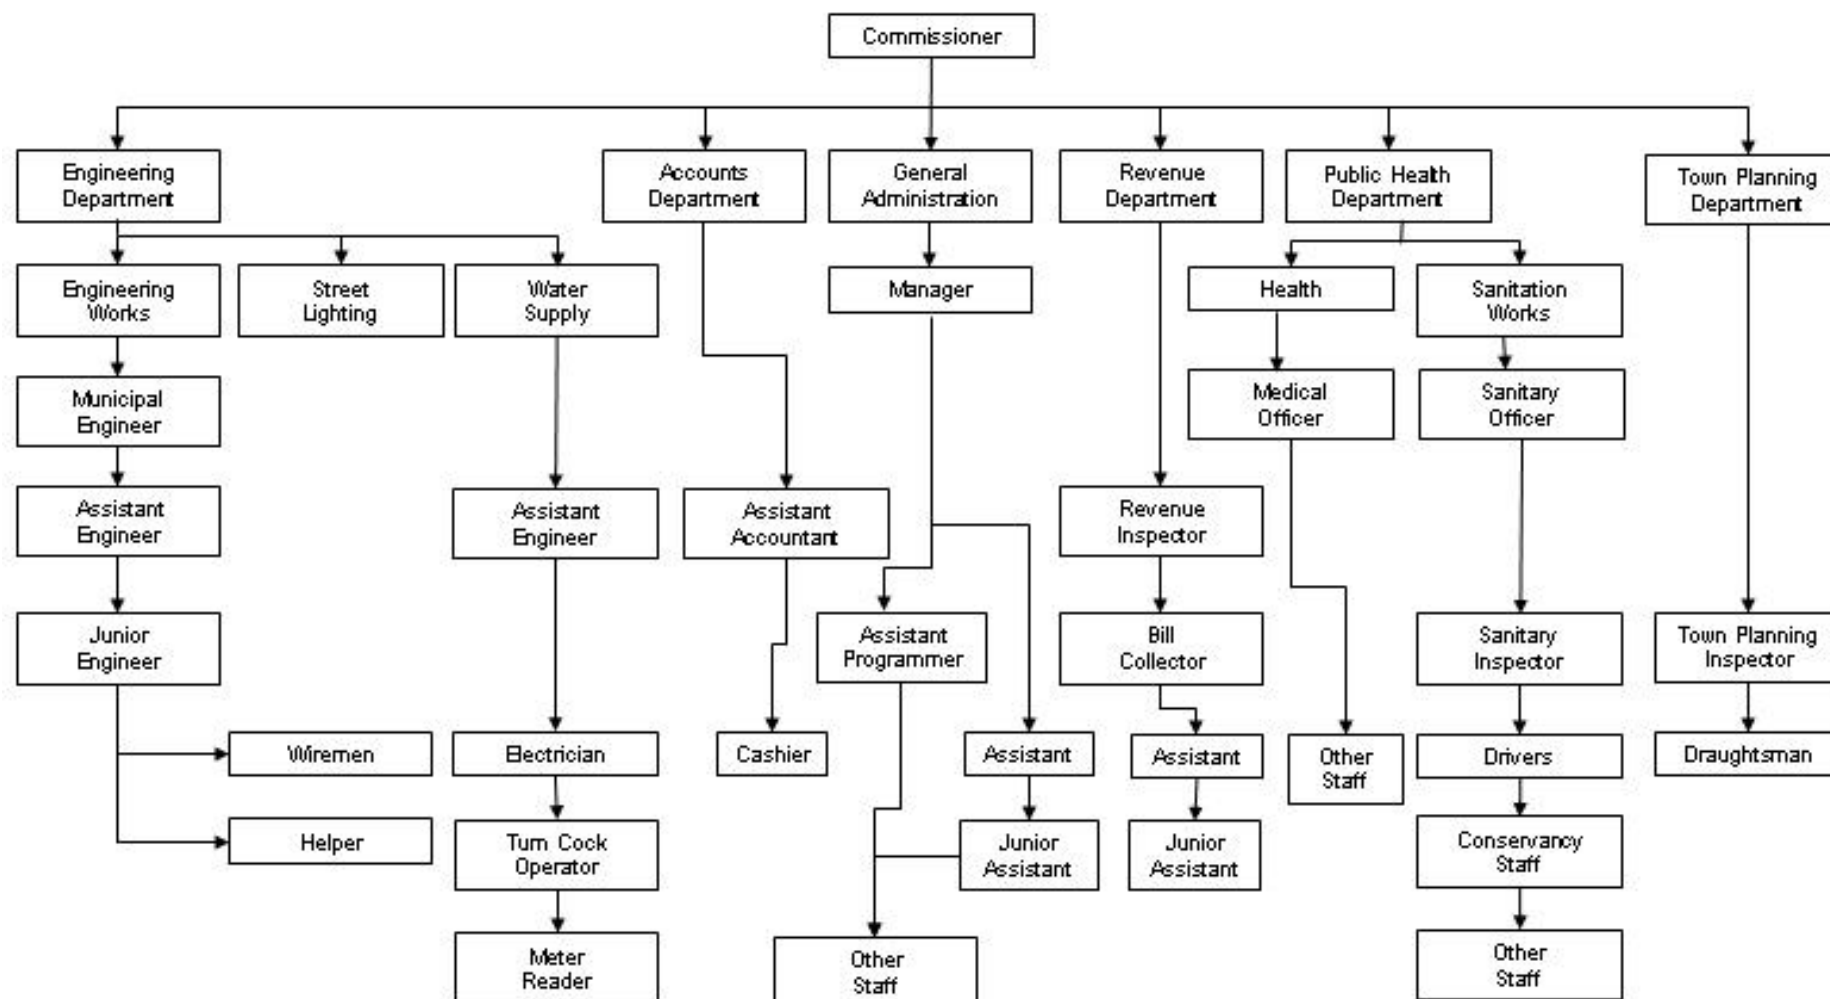 Commissioner
Engineering
Department
Accounts
Department
General
Administration
Revenue
Department
Public Health
Department
Town Planning
Department
Engineering
Works
Street
Lighting
Water
Supply
Manager
Health
Sanitation
Works
Municipal
Engineer
Medical
Officer
Sanitary
Officer
Assistant
Engineer
Assistant
Engineer
Assistant
Accountant
Revenue
Inspector
Junior
Engineer
Assistant
Programmer
Bill
Collector
Sanitary
Inspector
Town Planning
Inspector
Wiremen
Electrician
Cashier
Assistant
Assistant
Other
Staff
Drivers
Draughtsman
Helper
Turn Cock
Operator
Junior
Assistant
Junior
Assistant
Conservancy
Staff
Meter
Reader
Other
Staff
Other
Staff